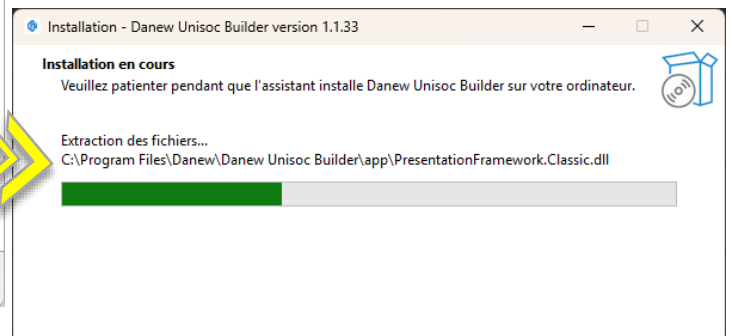 Installation - Danew Unisoc Builder version 1.1.33
Installation en cours
Veuillez patienter pendant que l'assistant installe Danew Unisoc Builder sur votre ordinateur.
Extraction des fichiers...
C:\Program Files\Danew\Danew Unisoc Builder\app\PresentationFramework.Classic.dll